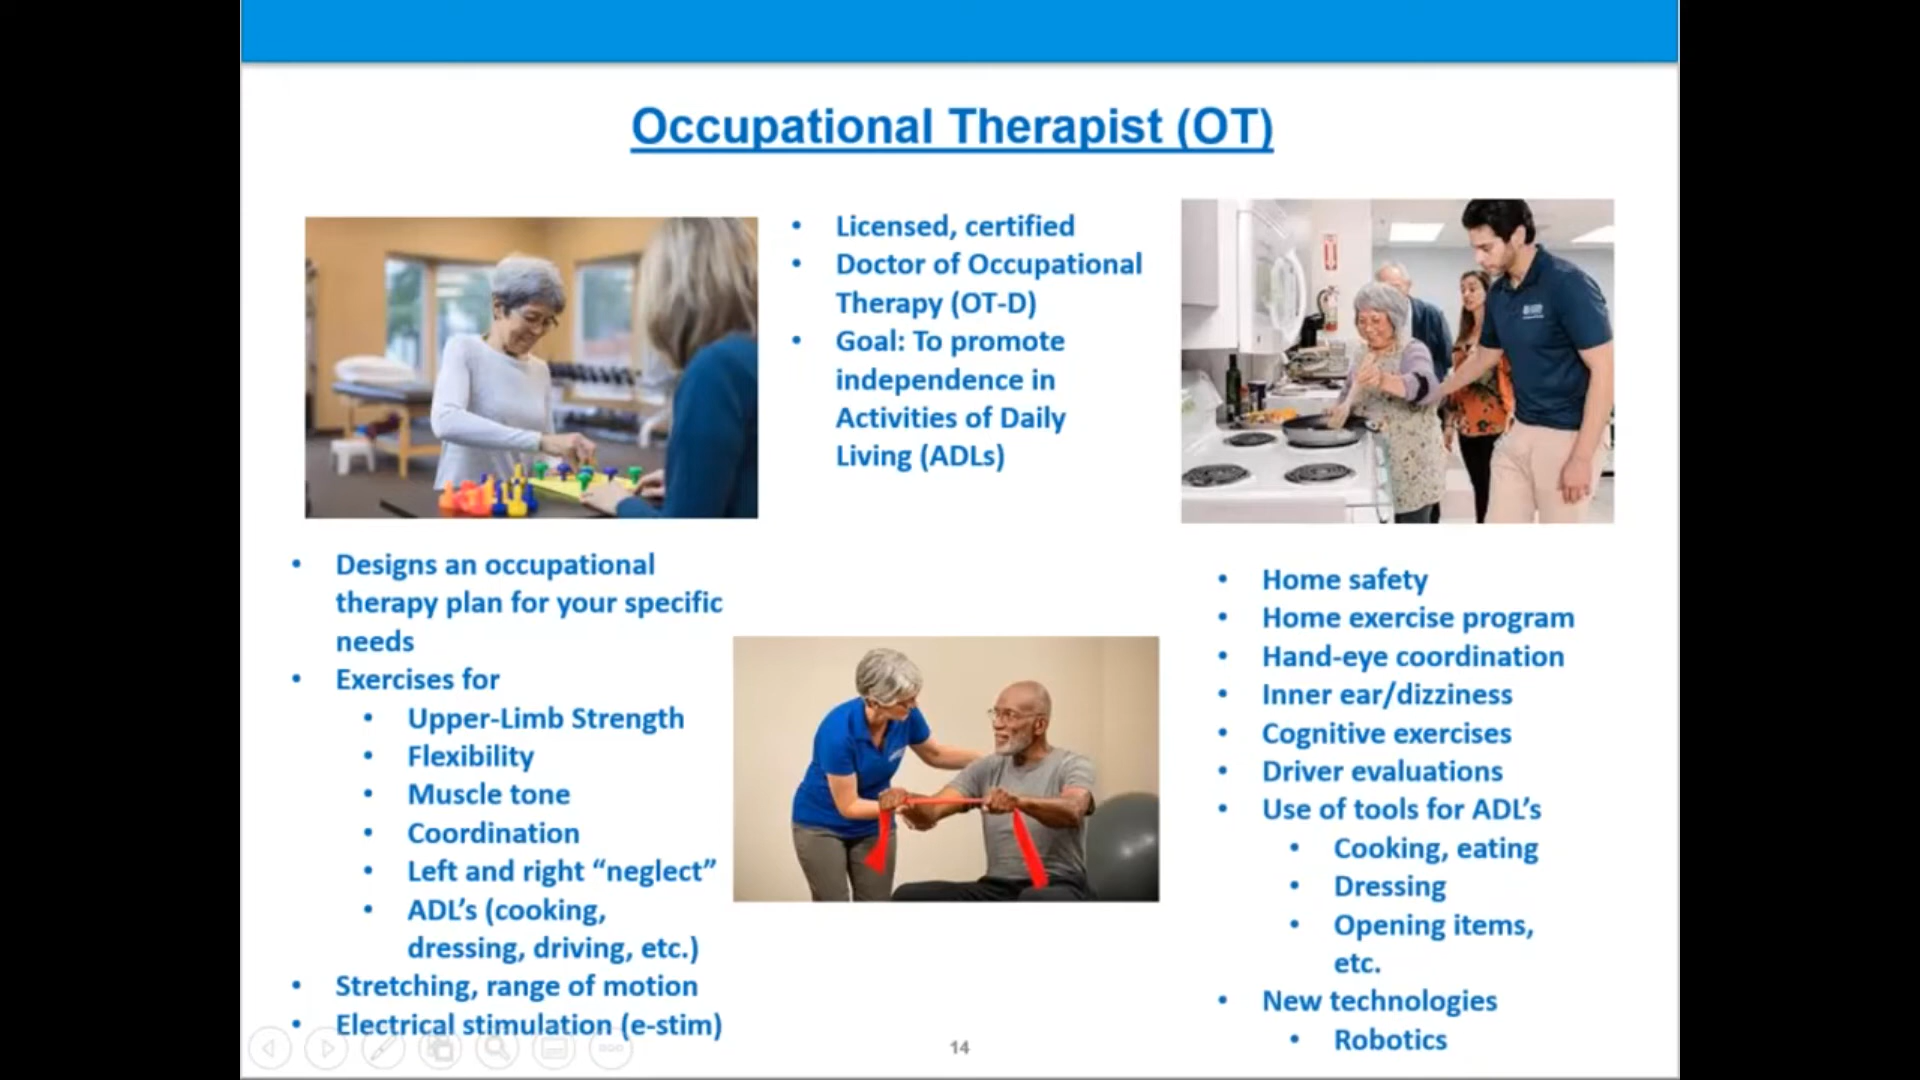 Occupational Therapist (OT)
• Licensed, certified
• Doctor of Occupational
Therapy (OT-D)
• Goal: To promote
independence in
Activities of Daily
Living (ADLs)
• Designs an occupational
therapy plan for your specific
needs
• Exercises for
• Upper-Limb Strength
• Flexibility
• Muscle tone
• Coordination
• Left and right “neglect”
• ADL’s (cooking,
dressing, driving, etc.)
• Stretching, range of motion
• Electrical stimulation (e-stim)
• Home safety
• Home exercise program
• Hand-eye coordination
• Inner ear/dizziness
• Cognitive exercises
• Driver evaluations
• Use of tools for ADL’s
• Cooking, eating
• Dressing
• Opening items,
etc.
• New technologies
• Robotics
14